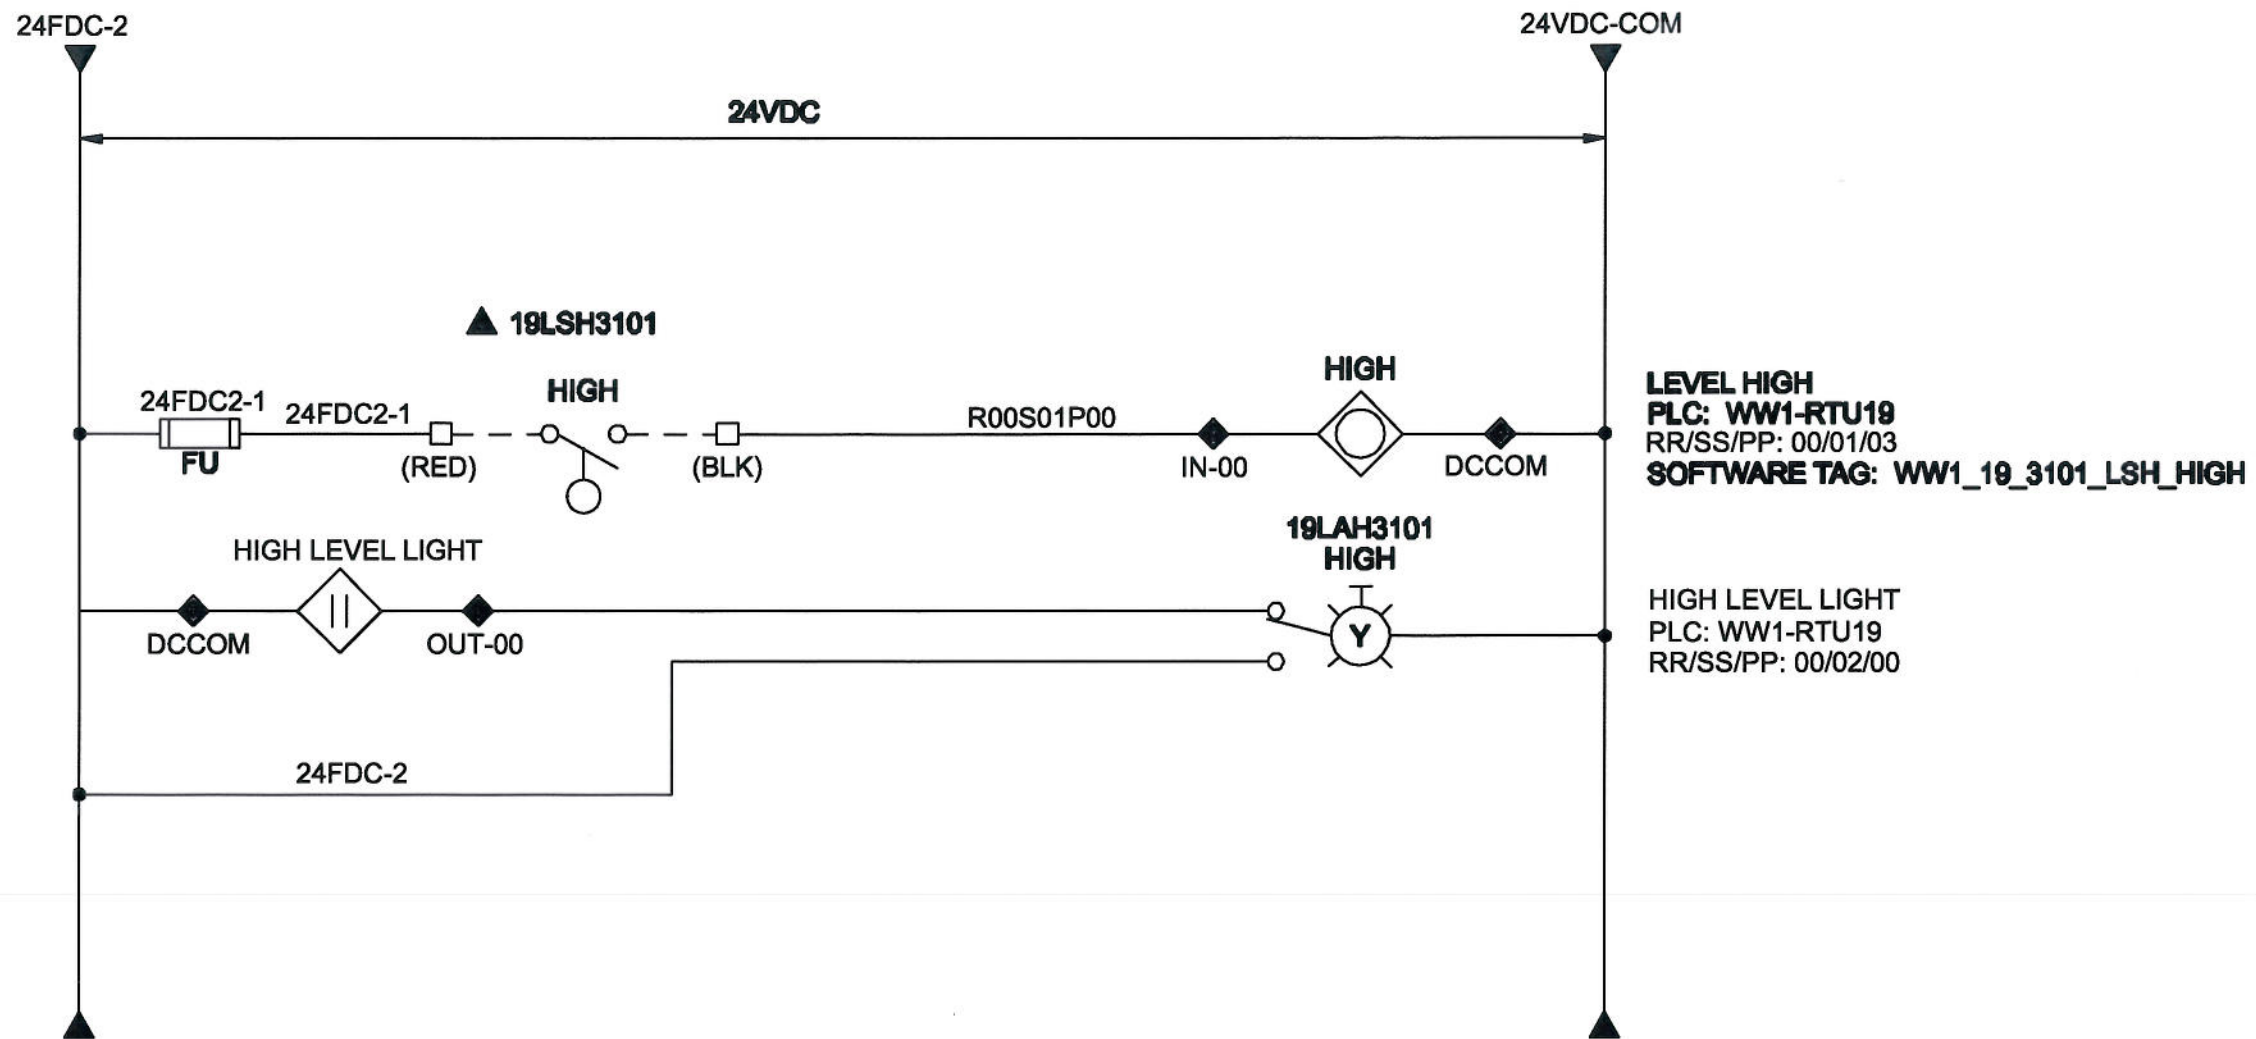 24FDC-2
24VDC-COM
24VDC
19LSH3101
HIGH
HIGH
24FDC2-1
24FDC2-1
R00S01P00
FU
(RED)
(BLK)
IN-00
DCCOM
LEVEL HIGH
PLC: WW1-RTU19
RR/SS/PP: 00/01/03
SOFTWARE TAG: WW1_19_3101_LSH_HIGH
HIGH LEVEL LIGHT
19LAH3101
HIGH
DCCOM
OUT-00
Y
HIGH LEVEL LIGHT
PLC: WW1-RTU19
RR/SS/PP: 00/02/00
24FDC-2